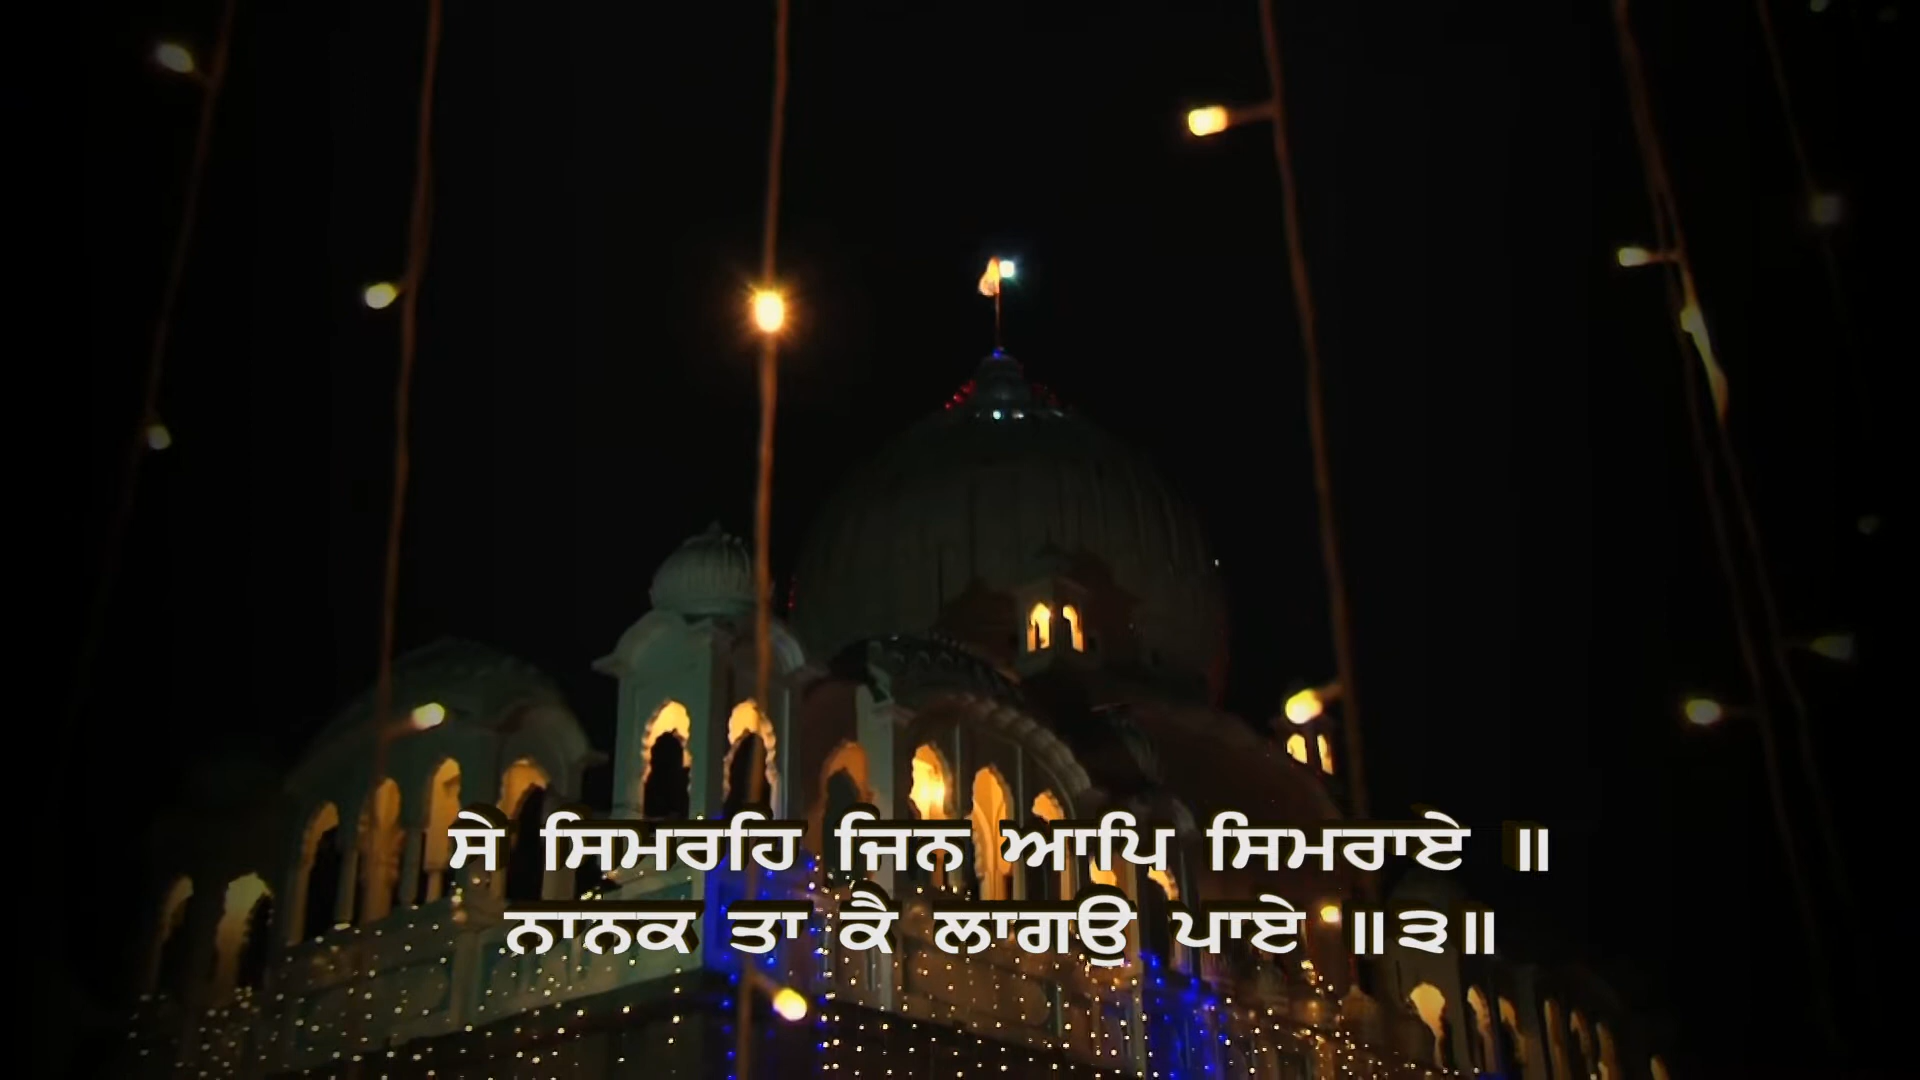 ਸੇ ਸਿਮਰਹਿ ਜਿਨ ਆਪਿ ਸਿਮਰਾਏ ॥
ਨਾਨਕ ਤਾ ਕੈ ਲਾਗਉ ਪਾਏ ॥੩॥